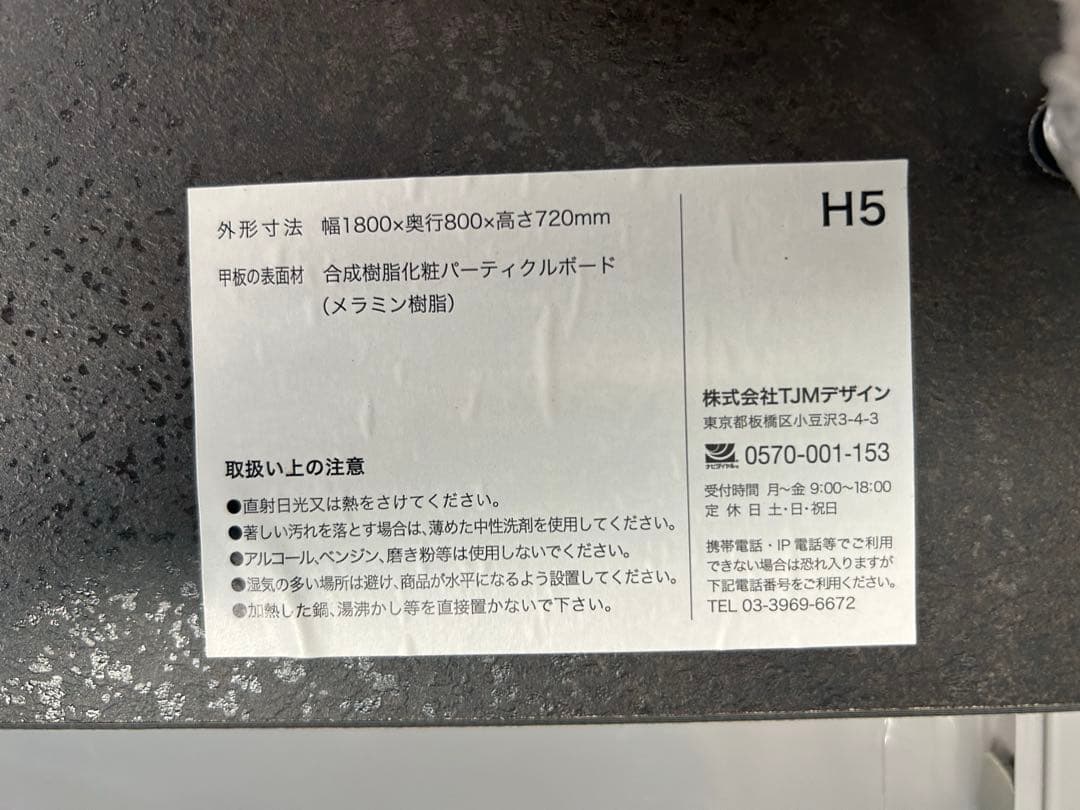 外形寸法 幅1800×奥行800×高さ720mm
甲板の表面材 合成樹脂化粧パーティクルボード
(メラミン樹脂)
取扱い上の注意
●直射日光又は熱をさけてください。
●著しい汚れを落とす場合は、薄めた中性洗剤を使用してください。
●アルコール、ベンジン、磨き粉等は使用しないでください。
●湿気の多い場所は避け、商品が水平になるよう設置してください。
●加熱した鍋、湯沸かし等を直接置かないで下さい。
H5
株式会社TJMデザイン
東京都板橋区小豆沢3-4-3
ナビダイヤル 0570-001-153
受付時間 月~金 9:00~18:00
定休日 土・日・祝日
携帯電話・IP電話等でご利用
できない場合は恐れ入りますが
下記電話番号をご利用ください。
TEL 03-3969-6672